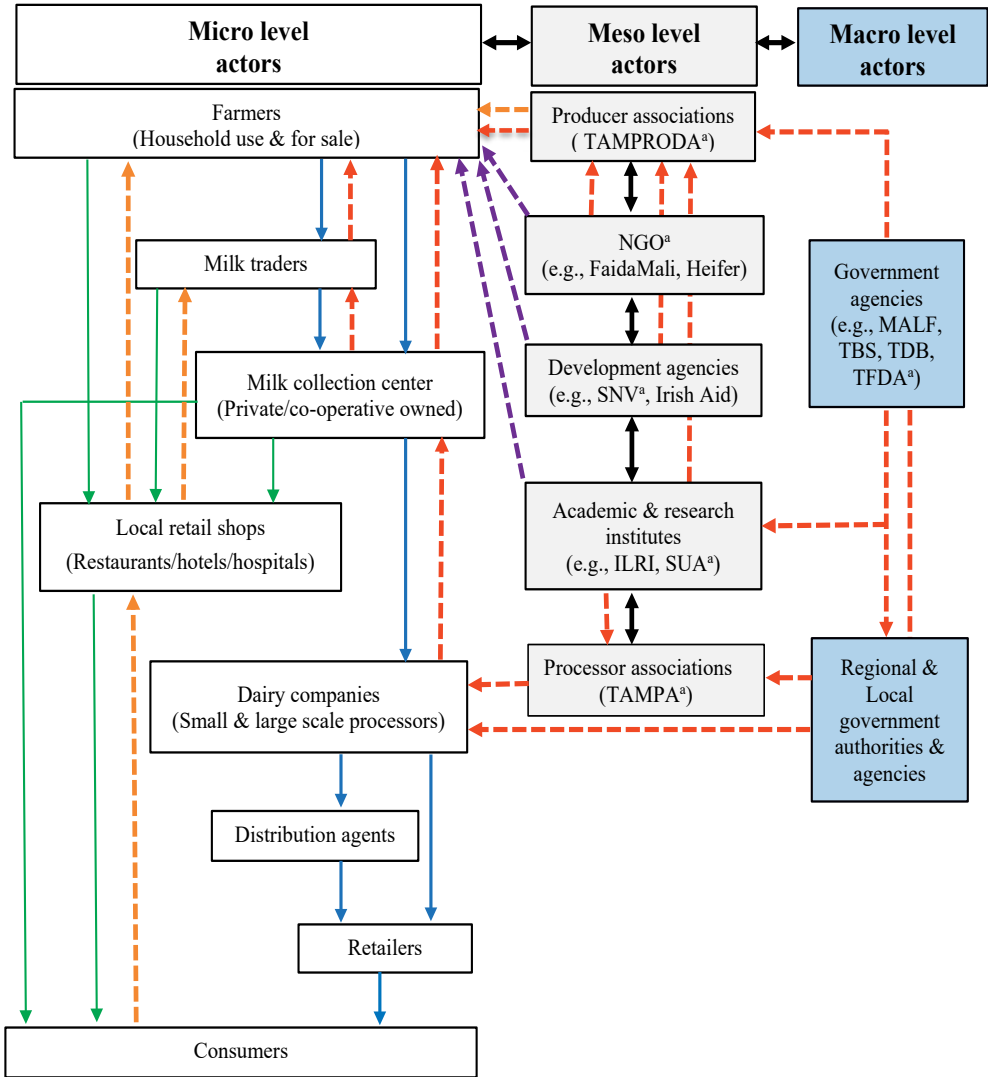 Micro level
actors
Meso level
actors
Macro level
actors
Farmers
(Household use & for sale)
Producer associations
( TAMPRODAᵃ)
Milk traders
NGOᵃ
(e.g., FaidaMali, Heifer)
Government
agencies
(e.g., MALF,
TBS, TDB,
TFDAᵃ)
Milk collection center
(Private/co-operative owned)
Development agencies
(e.g., SNVᵃ, Irish Aid)
Local retail shops
(Restaurants/hotels/hospitals)
Academic & research
institutes
(e.g., ILRI, SUAᵃ)
Dairy companies
(Small & large scale processors)
Processor associations
(TAMPAᵃ)
Regional &
Local
government
authorities &
agencies
Distribution agents
Retailers
Consumers